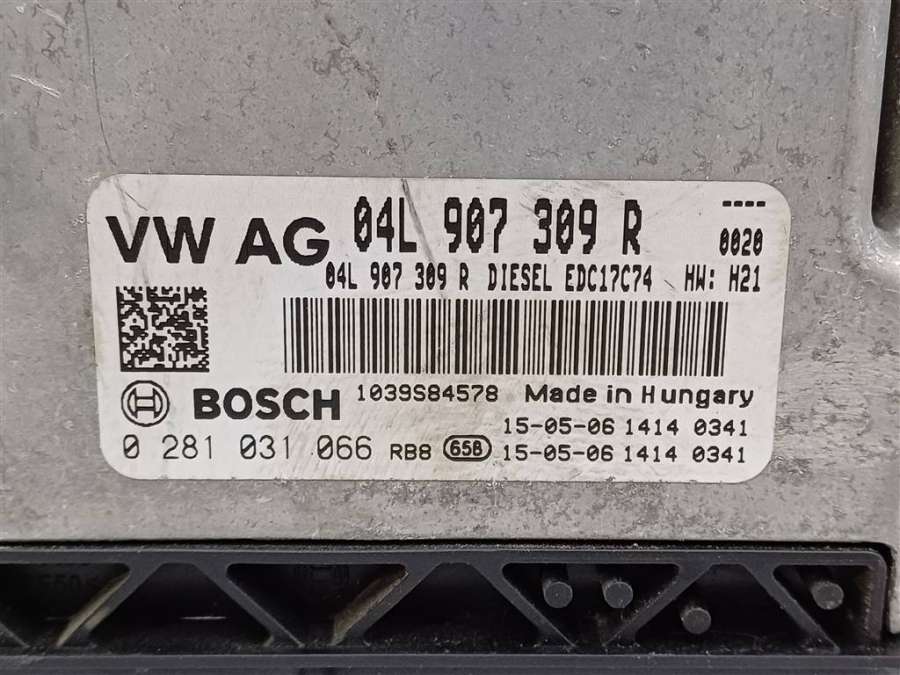 VW AG 04L 907 309 R ----
0020
04L 907 309 R DIESEL EDC17C74 HW: H21
BOSCH 1039S84578 Made in Hungary
15-05-06 1414 0341
0 281 031 066 RB8 65B 15-05-06 1414 0341